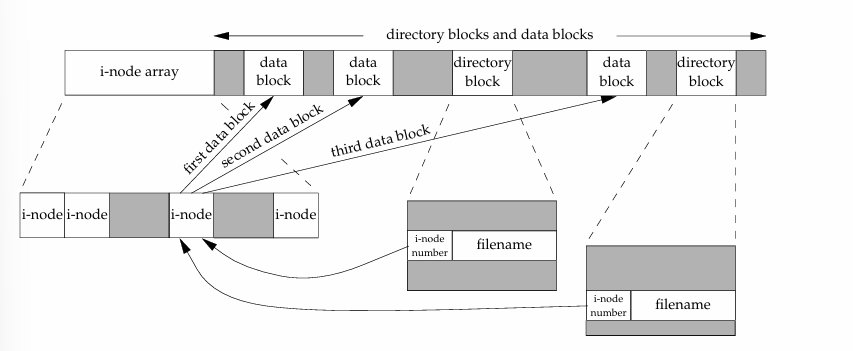 directory blocks and data blocks
i-node array
data
block
data
block
directory
block
data
block
directory
block
first data block
second data block
third data block
i-node
i-node
i-node
i-node
i-node
number
filename
i-node
number
filename